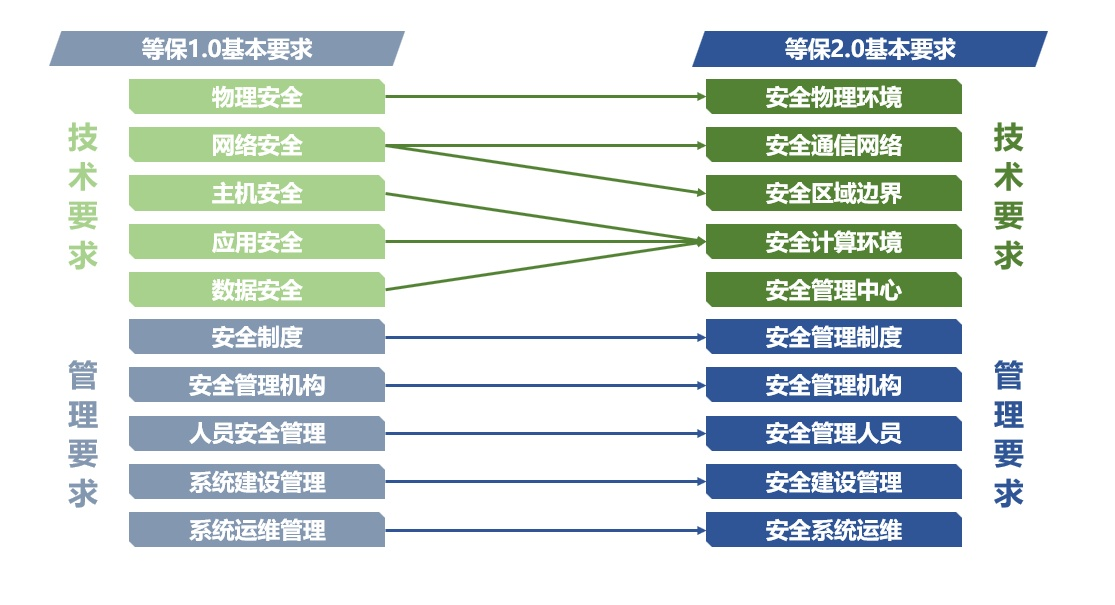 等保1.0基本要求
等保2.0基本要求
技术要求
物理安全
网络安全
主机安全
应用安全
数据安全
管理要求
安全制度
安全管理机构
人员安全管理
系统建设管理
系统运维管理
安全物理环境
安全通信网络
安全区域边界
安全计算环境
安全管理中心
技术要求
安全管理制度
安全管理机构
安全管理人员
安全建设管理
安全系统运维
管理要求